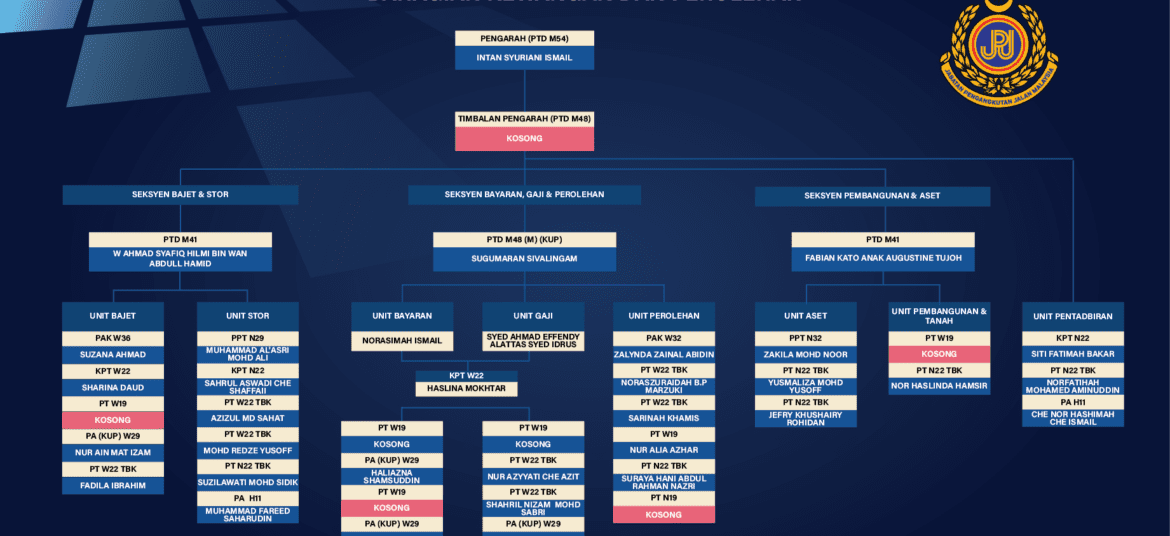 BAHAGIAN KEWANGAN DAN PEROLEHAN
JPJ
JABATAN PENGANGKUTAN JALAN MALAYSIA
PENGARAH (PTD M54)
INTAN SYURIANI ISMAIL
TIMBALAN PENGARAH (PTD M48)
KOSONG
SEKSYEN BAJET & STOR
PTD M41
W AHMAD SYAFIQ HILMI BIN WAN
ABDULL HAMID
UNIT BAJET
PAK W36
SUZANA AHMAD
KPT W22
SHARINA DAUD
PT W19
KOSONG
PA (KUP) W29
NUR AIN MAT IZAM
PT W22 TBK
FADILA IBRAHIM
UNIT STOR
PPT N29
MUHAMMAD AL'ASRI
MOHD ALI
KPT N22
SAHRUL ASWADI CHE
SHAFFAII
PT W22 TBK
AZIZUL MD SAHAT
PT W22 TBK
MOHD REDZE YUSOFF
PT N22 TBK
SUZILAWATI MOHD SIDIK
PA H11
MUHAMMAD FAREED
SAHARUDIN
SEKSYEN BAYARAN, GAJI & PEROLEHAN
PTD M48 (M) (KUP)
SUGUMARAN SIVALINGAM
UNIT BAYARAN
NORASIMAH ISMAIL
UNIT GAJI
SYED AHMAD EFFENDY
ALATTAS SYED IDRUS
KPT W22
HASLINA MOKHTAR
PT W19
KOSONG
PA (KUP) W29
HALIAZNA
SHAMSUDDIN
PT W19
KOSONG
PA (KUP) W29
PT W19
KOSONG
PT W22 TBK
NUR AZYYATI CHE AZIT
PT W22 TBK
SHAHRIL NIZAM MOHD
SABRI
PA (KUP) W29
UNIT PEROLEHAN
PAK W32
ZALYNDA ZAINAL ABIDIN
PT W22 TBK
NORASZURAIDAH B.P
MARZUKI
PT W22 TBK
SARINAH KHAMIS
PT W19
NUR ALIA AZHAR
PT N22 TBK
SURAYA HANI ABDUL
RAHMAN NAZRI
PT N19
KOSONG
SEKSYEN PEMBANGUNAN & ASET
PTD M41
FABIAN KATO ANAK AUGUSTINE TUJOH
UNIT ASET
PPT N32
ZAKILA MOHD NOOR
PT N22 TBK
YUSMALIZA MOHD
YUSOFF
PT N22 TBK
JEFRY KHUSHAIRY
ROHIDAN
UNIT PEMBANGUNAN &
TANAH
PT W19
KOSONG
PT N22 TBK
NOR HASLINDA HAMSIR
UNIT PENTADBIRAN
KPT N22
SITI FATIMAH BAKAR
PT N22 TBK
NORFATIHAH
MOHAMED AMINUDDIN
PA H11
CHE NOR HASHIMAH
CHE ISMAIL